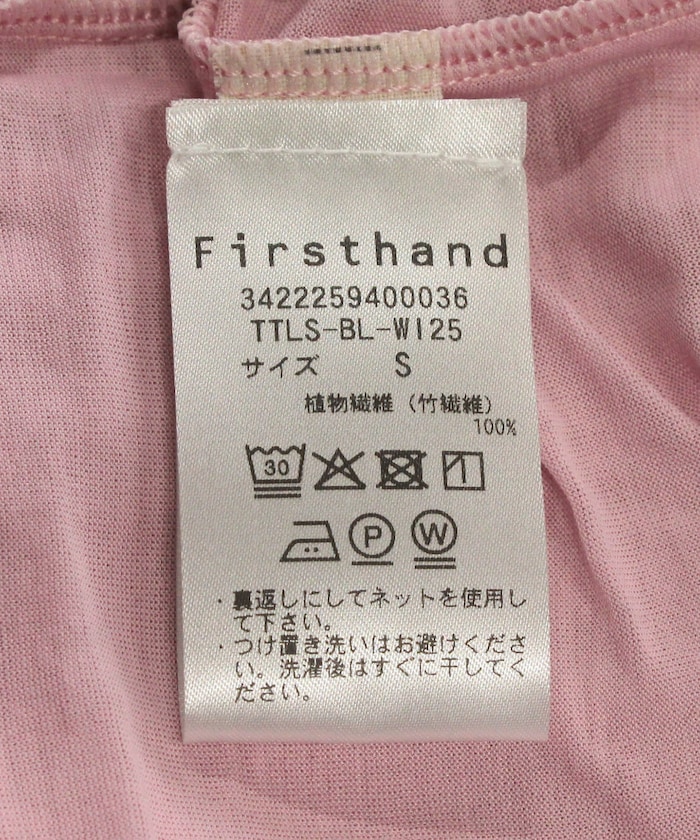 Firsthand
3422259400036
TTLS-BL-WI25
サイズ S
植物繊維（竹繊維）
100%
30
P W
・裏返しにしてネットを使用し
て下さい。
・つけ置き洗いはお避けくださ
い。洗濯後はすぐに干してく
ださい。